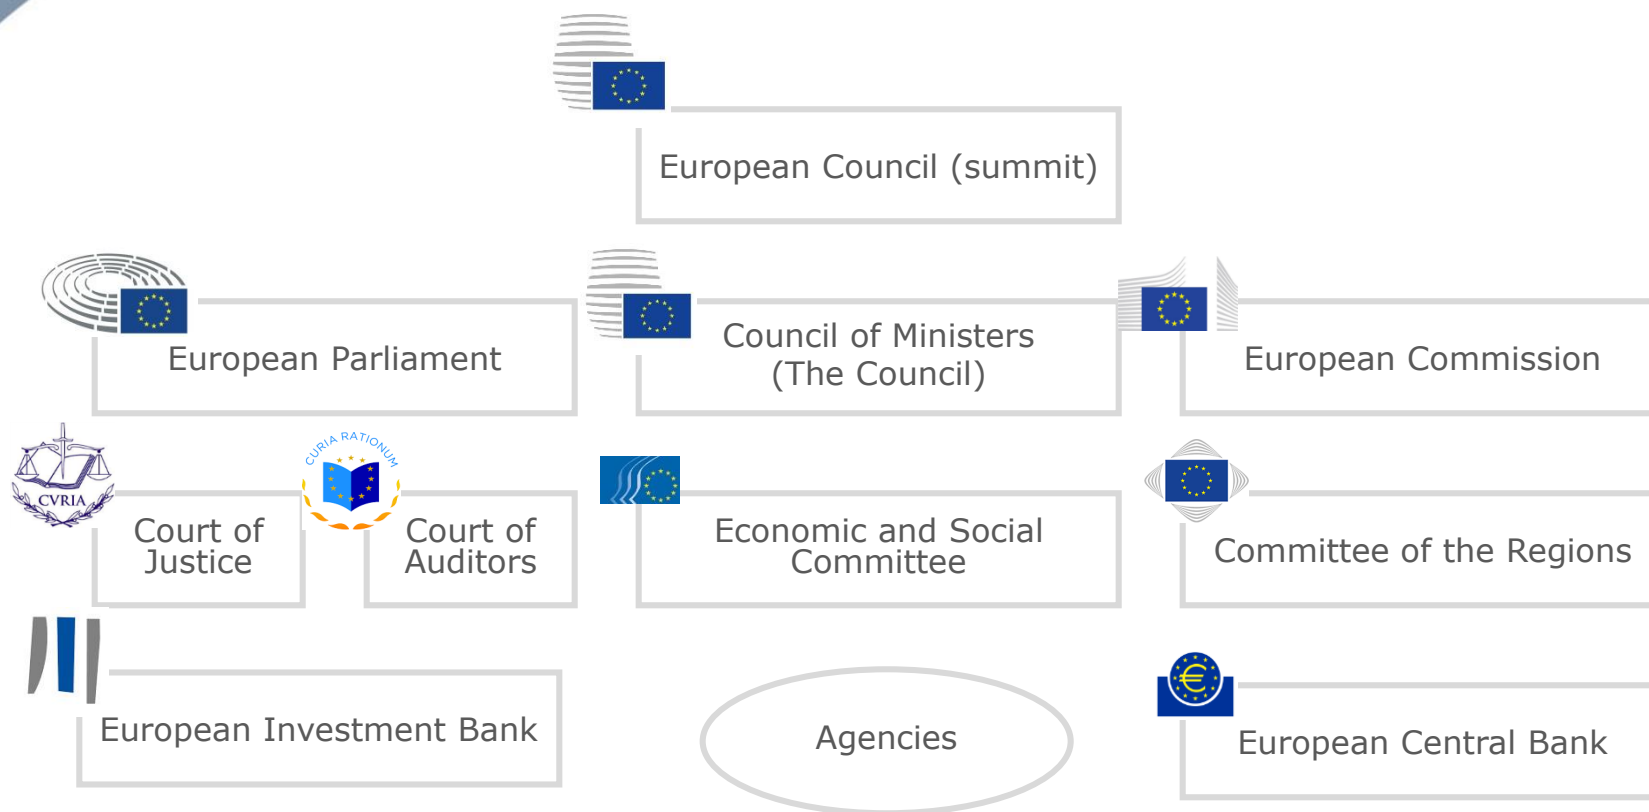 European Council (summit)
European Parliament
Council of Ministers
(The Council)
European Commission
CVRIA
Court of
Justice
CURIA RATIONUM
Court of
Auditors
Economic and Social
Committee
Committee of the Regions
European Investment Bank
Agencies
€
European Central Bank